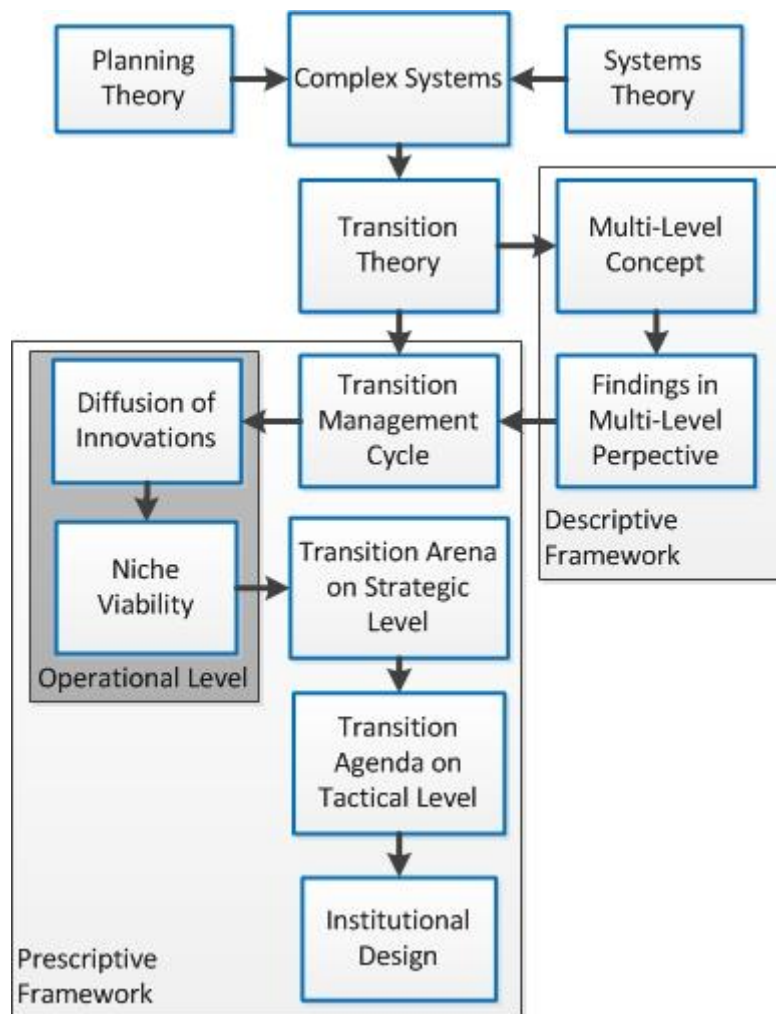 Planning
Theory
Complex Systems
Systems
Theory
Transition
Theory
Multi-Level
Concept
Diffusion of
Innovations
Transition
Management
Cycle
Findings in
Multi-Level
Perpective
Descriptive
Framework
Niche
Viability
Operational Level
Transition Arena
on Strategic
Level
Transition
Agenda on
Tactical Level
Institutional
Design
Prescriptive
Framework